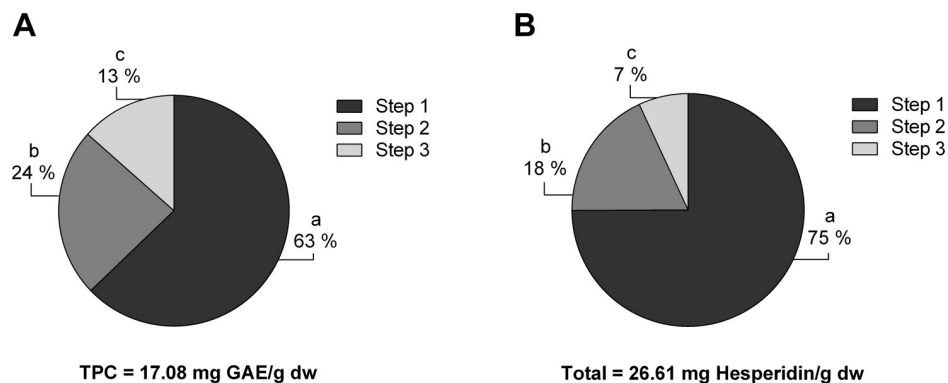 A
c
13 %
b
24 %
a
63 %
Step 1
Step 2
Step 3
TPC = 17.08 mg GAE/g dw
B
c
7 %
b
18 %
a
75 %
Step 1
Step 2
Step 3
Total = 26.61 mg Hesperidin/g dw